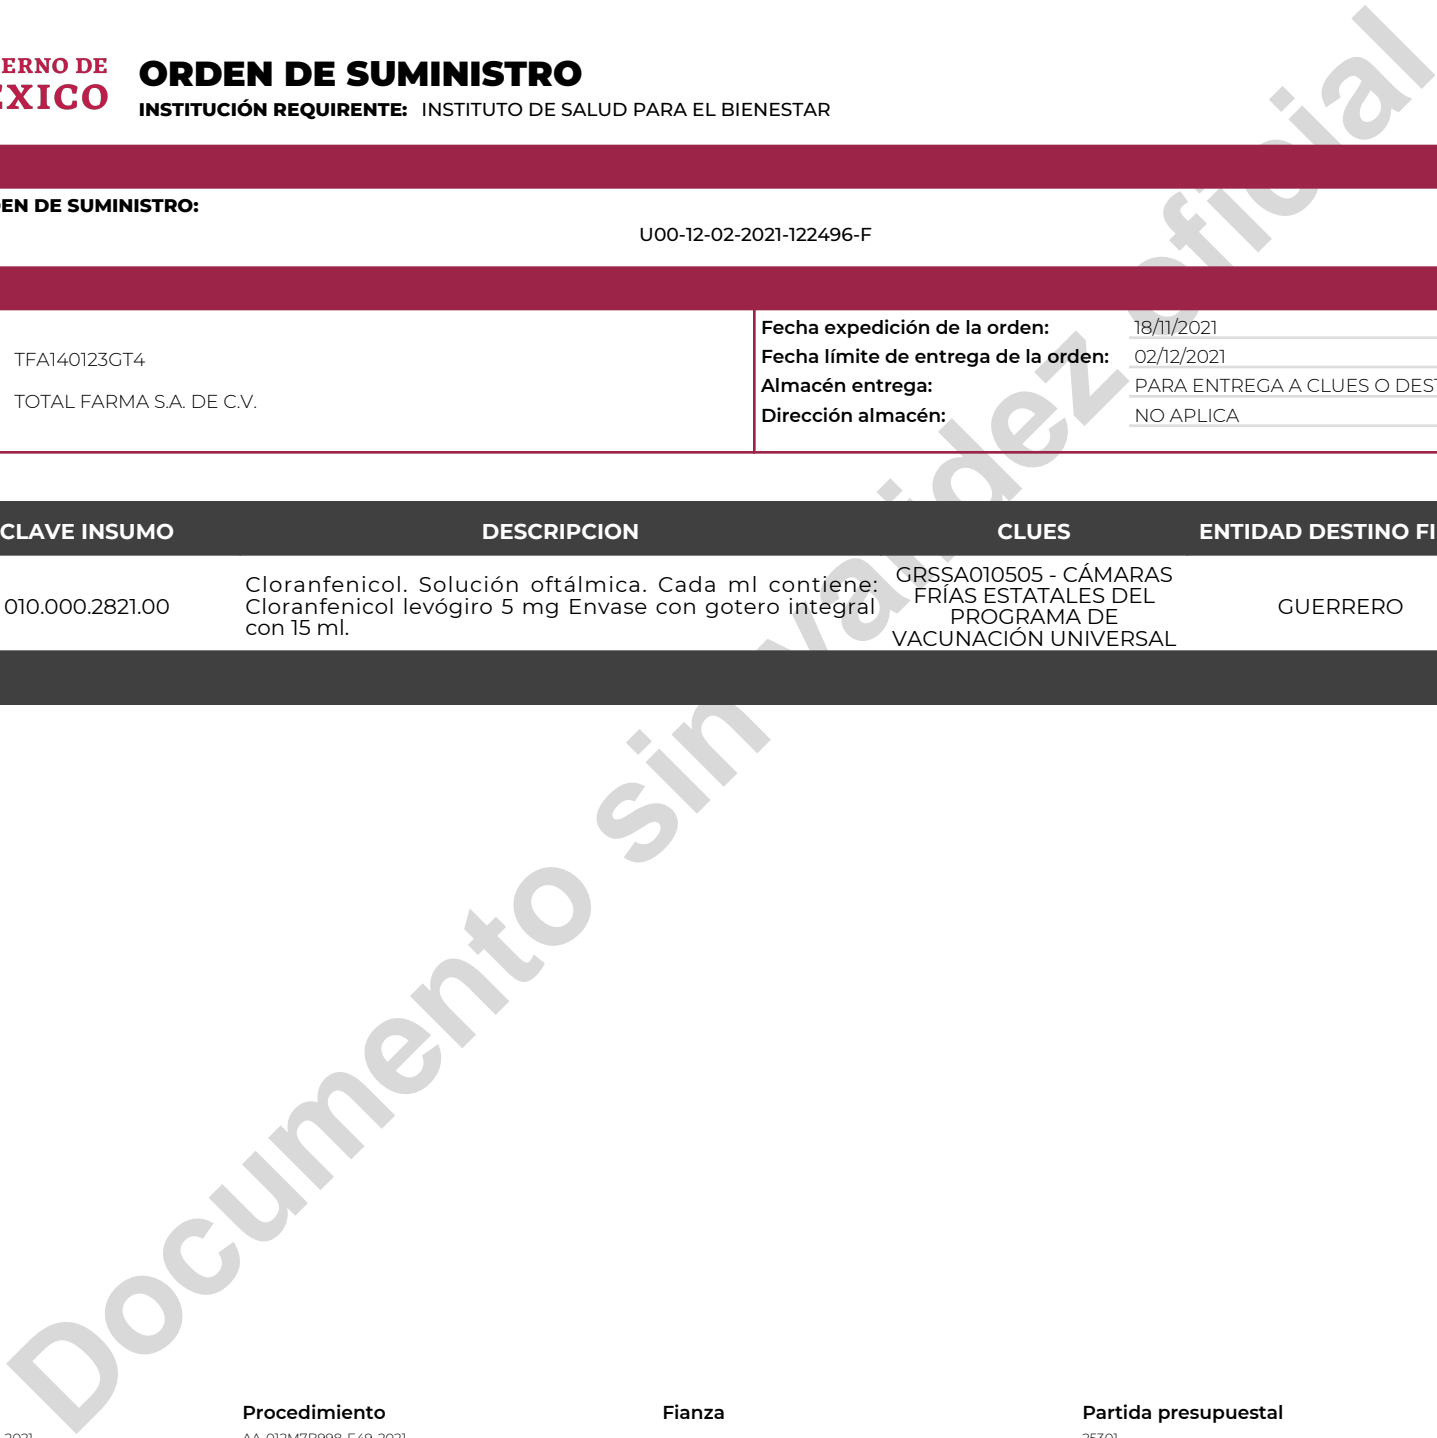 ERNO DE
ÉXICO
ORDEN DE SUMINISTRO
INSTITUCIÓN REQUIRENTE: INSTITUTO DE SALUD PARA EL BIENESTAR
EN DE SUMINISTRO:
U00-12-02-2021-122496-F
TFA140123GT4
TOTAL FARMA S.A. DE C.V.
Fecha expedición de la orden: 18/11/2021
Fecha límite de entrega de la orden: 02/12/2021
Almacén entrega: PARA ENTREGA A CLUES O DEST
Dirección almacén: NO APLICA
CLAVE INSUMO DESCRIPCION CLUES ENTIDAD DESTINO FI
010.000.2821.00
Cloranfenicol. Solución oftálmica. Cada ml contiene:
Cloranfenicol levógiro 5 mg Envase con gotero integral
con 15 ml.
GRSSA010505 - CÁMARAS
FRÍAS ESTATALES DEL
PROGRAMA DE
VACUNACIÓN UNIVERSAL
GUERRERO
Documento sin validez oficial
Procedimiento Fianza Partida presupuestal